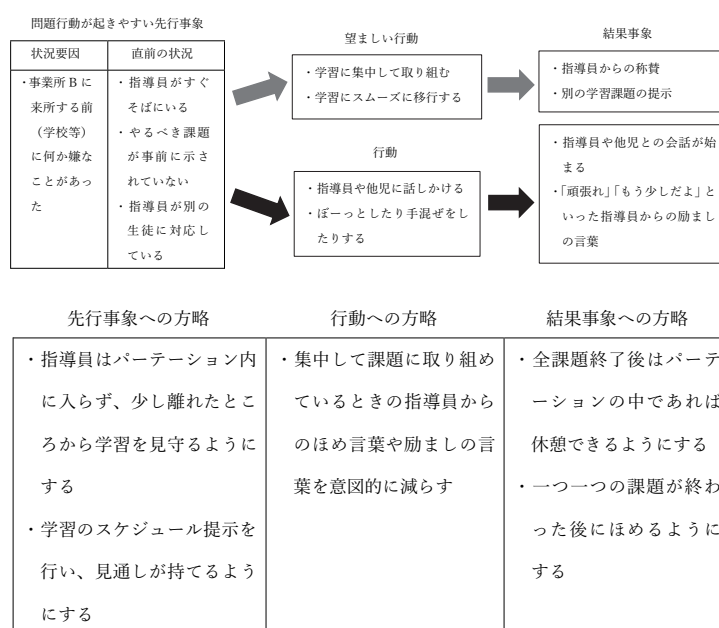 問題行動が起きやすい先行事象
状況要因
・事業所 B に
来所する前
（学校等）
に何か嫌な
ことがあっ
た
直前の状況
・指導員がすぐ
そばにいる
・やるべき課題
が事前に示さ
れていない
・指導員が別の
生徒に対応し
ている
望ましい行動
・学習に集中して取り組む
・学習にスムーズに移行する
結果事象
・指導員からの称賛
・別の学習課題の提示
行動
・指導員や他児に話しかける
・ぼーっとしたり手混ぜをし
たりする
・指導員や他児との会話が始
まる
・「頑張れ」「もう少しだよ」と
いった指導員からの励まし
の言葉
先行事象への方略
・指導員はパーテーション内
に入らず、少し離れたとこ
ろから学習を見守るように
する
・学習のスケジュール提示を
行い、見通しが持てるよう
にする
行動への方略
・集中して課題に取り組め
ているときの指導員から
のほめ言葉や励ましの言
葉を意図的に減らす
結果事象への方略
・全課題終了後はパーテ
ーションの中であれば
休憩できるようにする
・一つ一つの課題が終わ
った後にほめるように
する